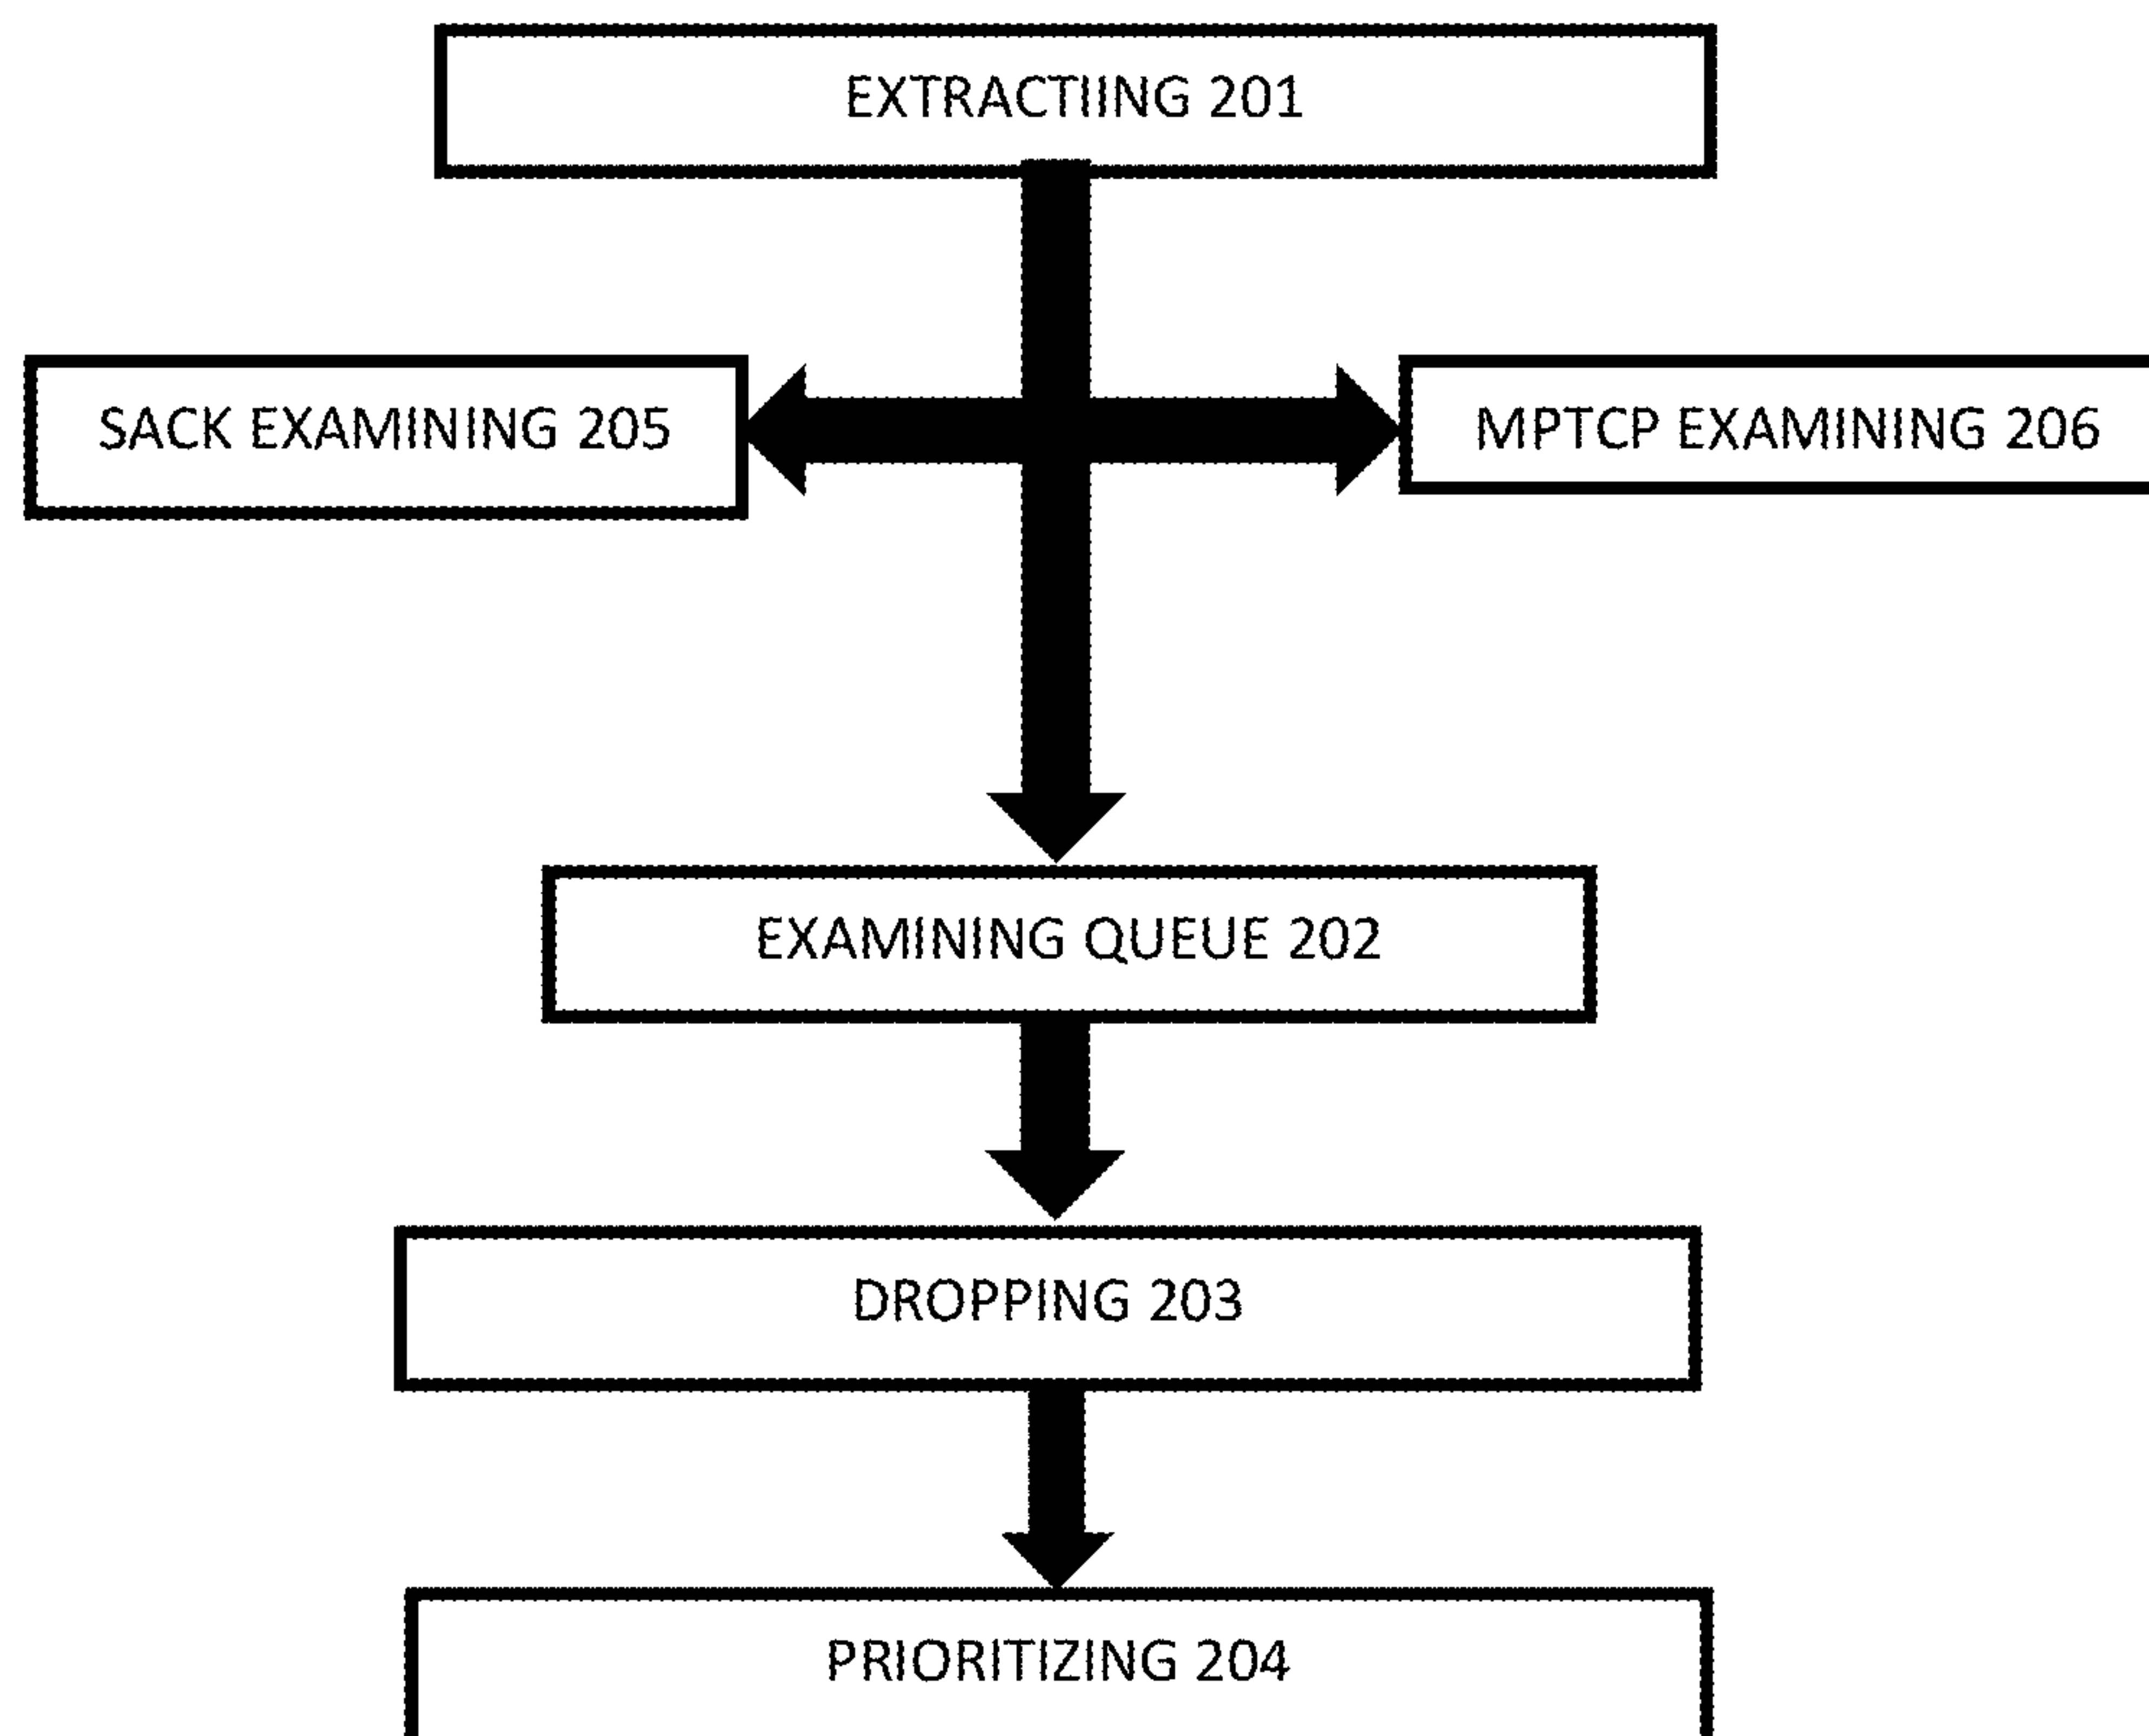 EXTRACTIING 201
SACK EXAMINING 205
MPTCP EXAMINING 206
EXAMINING QUEUE 202
DROPPING 203
PRIORITIZING 204